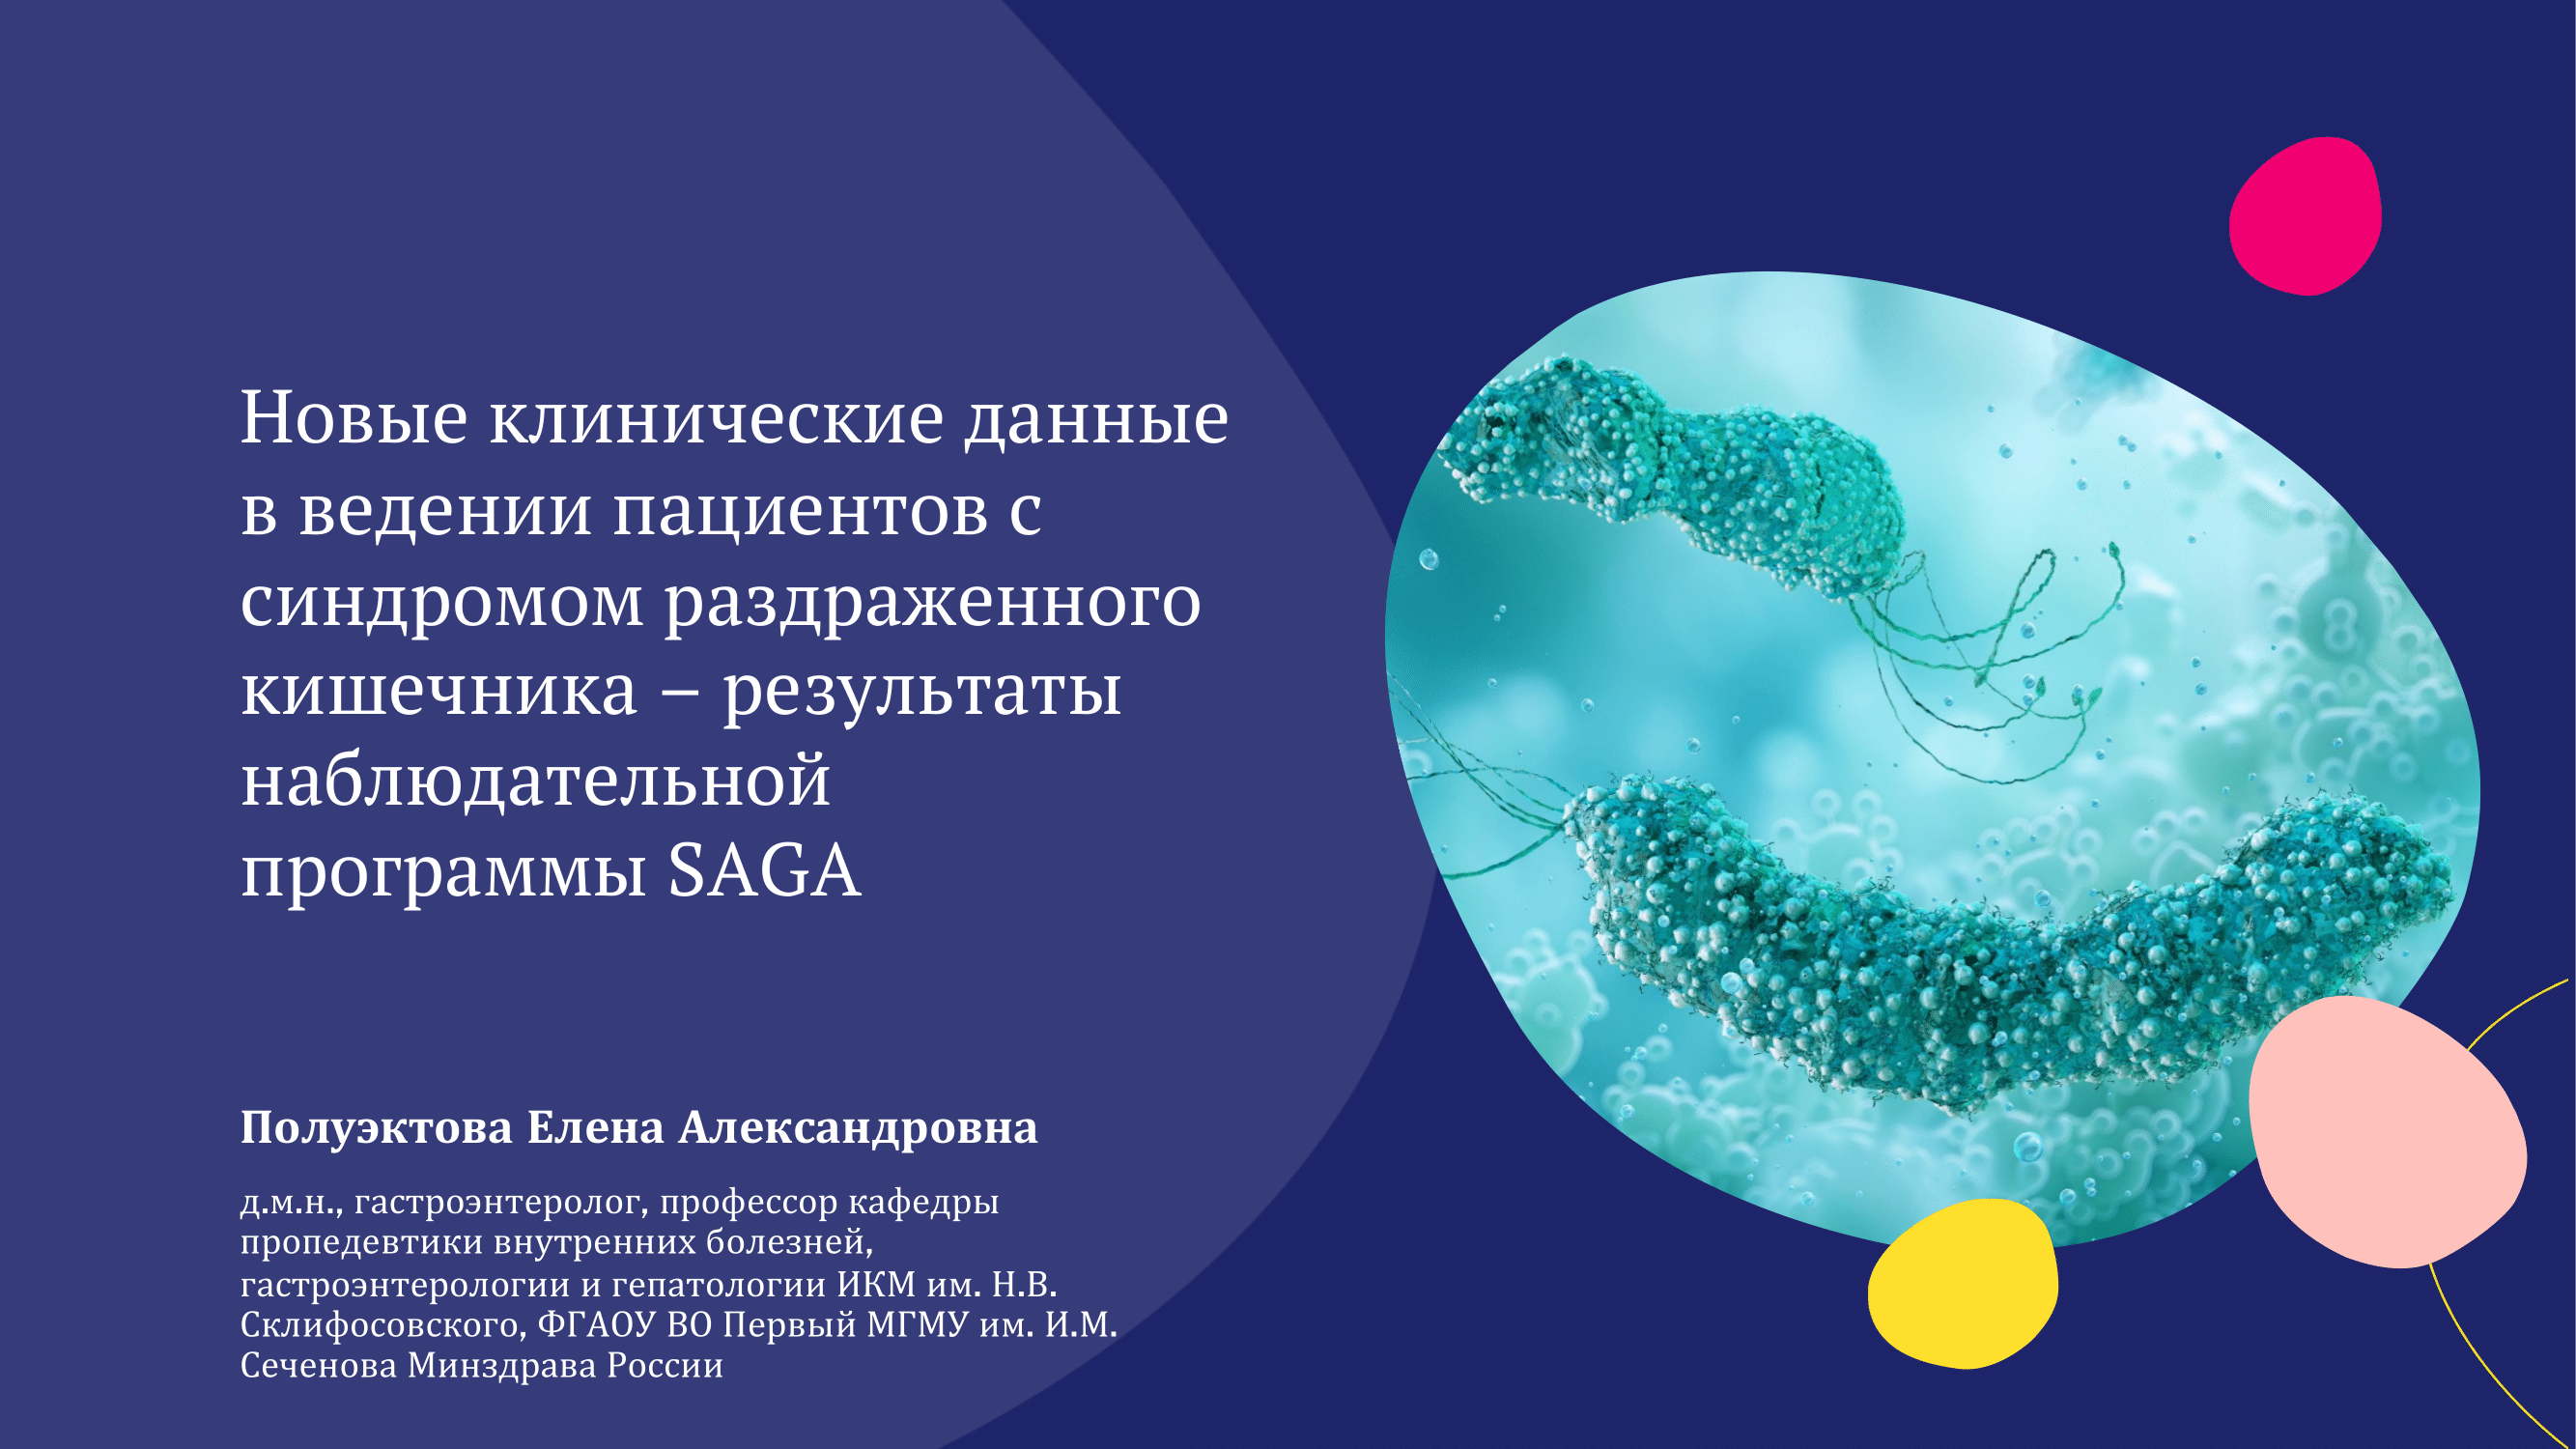 Новые клинические данные
в ведении пациентов с
синдромом раздраженного
кишечника – результаты
наблюдательной
программы SAGA
Полуэктова Елена Александровна
д.м.н., гастроэнтеролог, профессор кафедры
пропедевтики внутренних болезней,
гастроэнтерологии и гепатологии ИКМ им. Н.В.
Склифосовского, ФГАОУ ВО Первый МГМУ им. И.М.
Сеченова Минздрава России